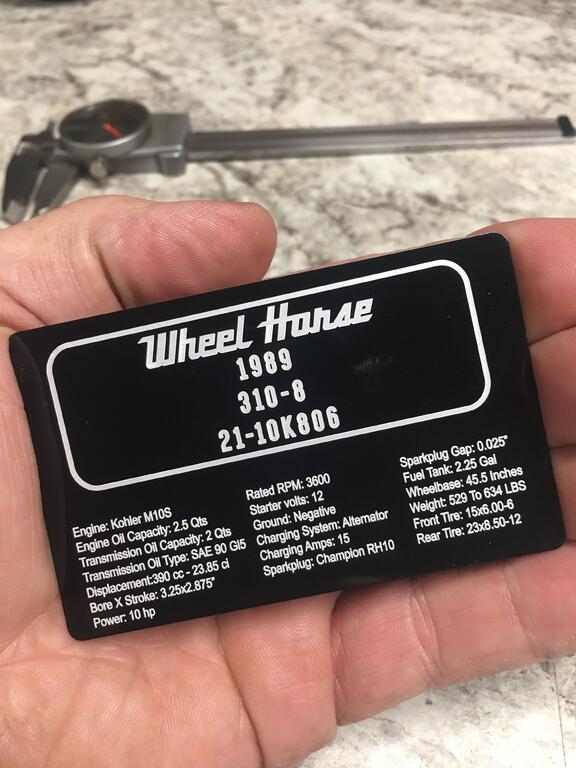 Wheel Horse
1989
310-8
21-10K806
Engine: Kohler M10S
Engine Oil Capacity: 2.5 Qts
Transmission Oil Capacity: 2 Qts
Transmission Oil Type: SAE 90 Gl5
Displacement:390 cc - 23.85 ci
Bore X Stroke: 3.25x2.875"
Power: 10 hp
Rated RPM: 3600
Starter volts: 12
Ground: Negative
Charging System: Alternator
Charging Amps: 15
Sparkplug: Champion RH10
Sparkplug Gap: 0.025"
Fuel Tank: 2.25 Gal
Wheelbase: 45.5 Inches
Weight: 529 To 634 LBS
Front Tire: 15x6.00-6
Rear Tire: 23x8.50-12